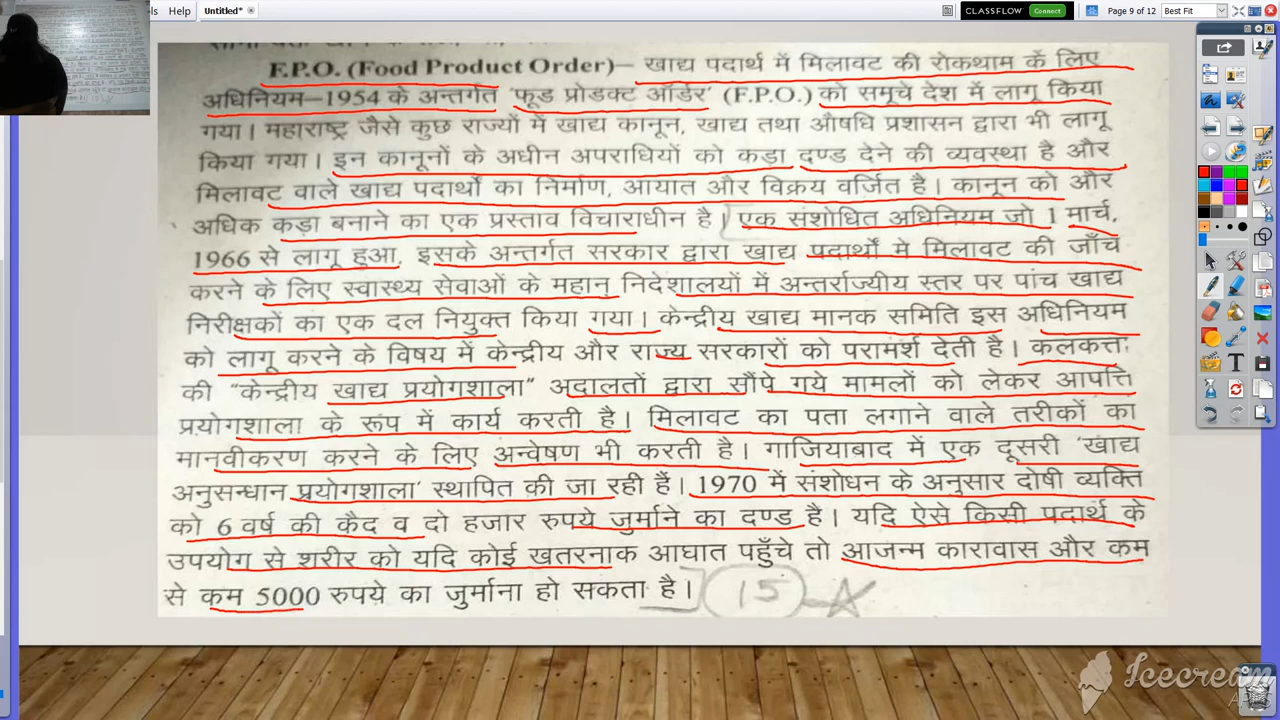 Help
Untitled*
CLASSFLOW
Connect
Page 9 of 12
Best Fit
F.P.O. (Food Product Order)– खाद्य पदार्थ में मिलावट की रोकथाम के लिए
अधिनियम–1954 के अन्तर्गत 'फूड प्रोडक्ट ऑर्डर' (F.P.O.) को समूचे देश में लागू किया
गया। महाराष्ट्र जैसे कुछ राज्यों में खाद्य कानून, खाद्य तथा औषधि प्रशासन द्वारा भी लागू
किया गया। इन कानूनों के अधीन अपराधियों को कड़ा दण्ड देने की व्यवस्था है और
मिलावट वाले खाद्य पदार्थों का निर्माण, आयात और विक्रय वर्जित है। कानून को और
अधिक कड़ा बनाने का एक प्रस्ताव विचाराधीन है। एक संशोधित अधिनियम जो 1 मार्च,
1966 से लागू हुआ, इसके अन्तर्गत सरकार द्वारा खाद्य पदार्थों मे मिलावट की जाँच
करने के लिए स्वास्थ्य सेवाओं के महान् निदेशालयों में अन्तर्राज्यीय स्तर पर पांच खाद्य
निरीक्षकों का एक दल नियुक्त किया गया। केन्द्रीय खाद्य मानक समिति इस अधिनियम
को लागू करने के विषय में केन्द्रीय और राज्य सरकारों को परामर्श देती है। कलकत्ता
की "केन्द्रीय खाद्य प्रयोगशाला" अदालतों द्वारा सौंपे गये मामलों को लेकर आपत्ति
प्रयोगशाला के रूप में कार्य करती है। मिलावट का पता लगाने वाले तरीकों का
मानवीकरण करने के लिए अन्वेषण भी करती है। गाजियाबाद में एक दूसरी 'खाद्य
अनुसन्धान प्रयोगशाला' स्थापित की जा रही हैं। 1970 में संशोधन के अनुसार दोषी व्यक्ति
को 6 वर्ष की कैद व दो हजार रुपये जुर्माने का दण्ड है। यदि ऐसे किसी पदार्थ के
उपयोग से शरीर को यदि कोई खतरनाक आघात पहुँचे तो आजन्म कारावास और कम
से कम 5000 रुपये का जुर्माना हो सकता है।
15
Icecream
APPS